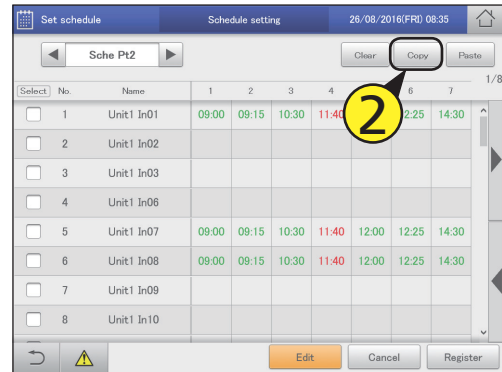 Set schedule Schedule setting 26/08/2016(FRI) 08:35
Sche Pt2 Clear Copy Paste
1/8
Select No. Name 1 2 3 4 6 7
2
1 Unit1 In01 09:00 09:15 10:30 11:40 2:25 14:30
2 Unit1 In02
3 Unit1 In03
4 Unit1 In06
5 Unit1 In07 09:00 09:15 10:30 11:40 12:00 12:25 14:30
6 Unit1 In08 09:00 09:15 10:30 11:40 12:00 12:25 14:30
7 Unit1 In09
8 Unit1 In10
Edit Cancel Register